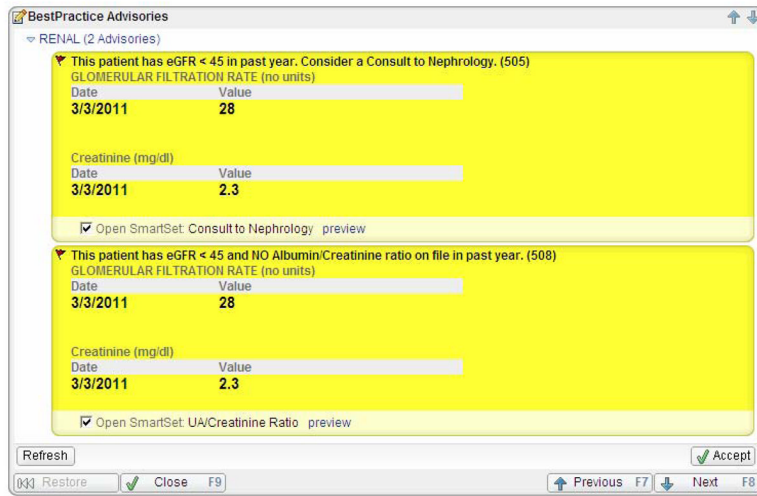 BestPractice Advisories
RENAL (2 Advisories)
This patient has eGFR < 45 in past year. Consider a Consult to Nephrology. (505)
GLOMERULAR FILTRATION RATE (no units)
Date Value
3/3/2011 28
Creatinine (mg/dl)
Date Value
3/3/2011 2.3
Open SmartSet: Consult to Nephrology preview
This patient has eGFR < 45 and NO Albumin/Creatinine ratio on file in past year. (508)
GLOMERULAR FILTRATION RATE (no units)
Date Value
3/3/2011 28
Creatinine (mg/dl)
Date Value
3/3/2011 2.3
Open SmartSet: UA/Creatinine Ratio preview
Refresh Accept
Restore Close F9 Previous F7 Next F8